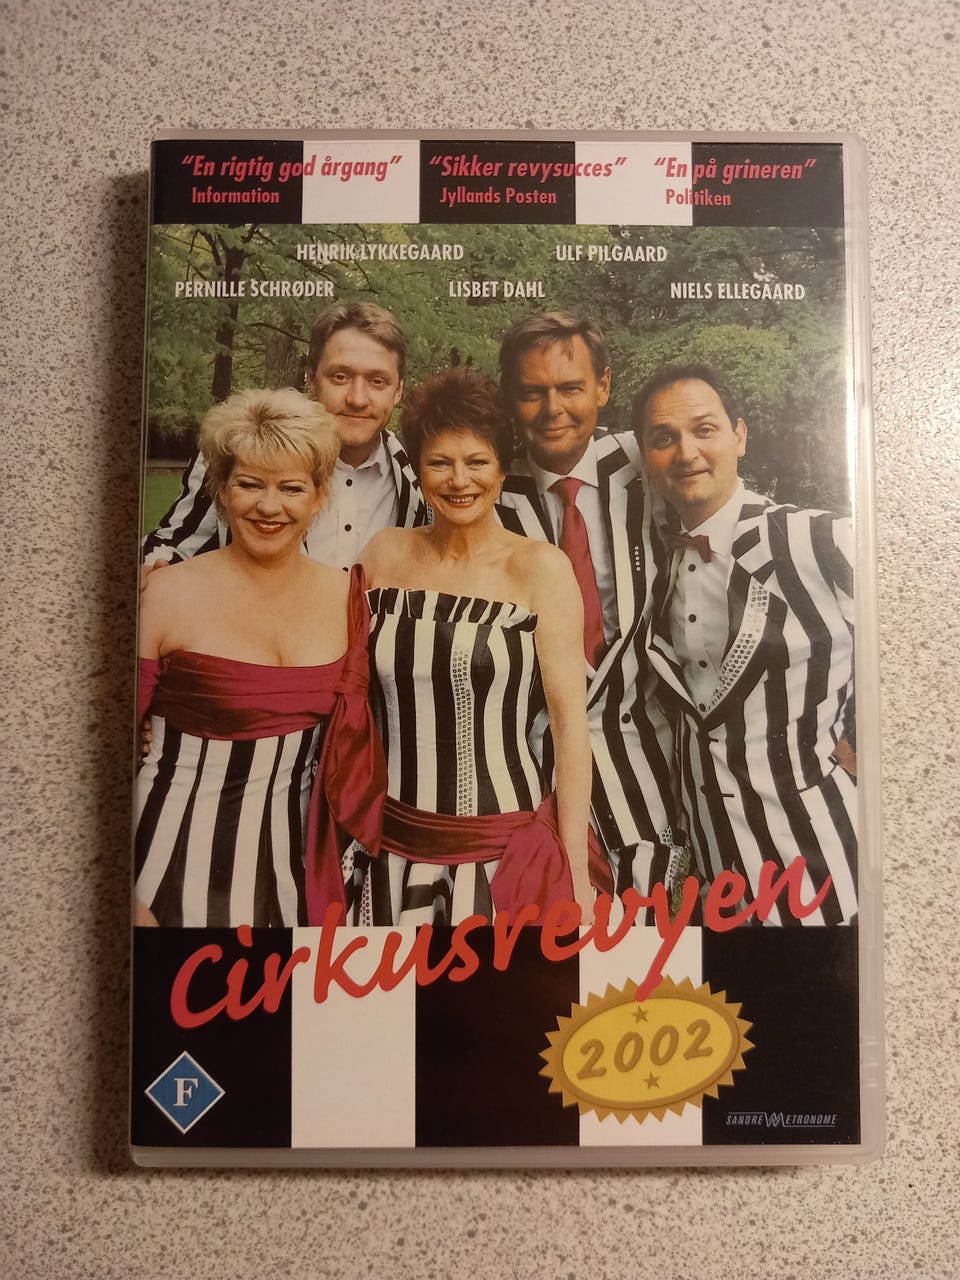 "En rigtig god årgang" "Sikker revysucces" "En på grineren"
Information Jyllands Posten Politiken
HENRIK LYKKEGAARD ULF PILGAARD
PERNILLE SCHRØDER LISBET DAHL NIELS ELLEGAARD
cirkusrevyen
2002
F
SANDREW METRONOME